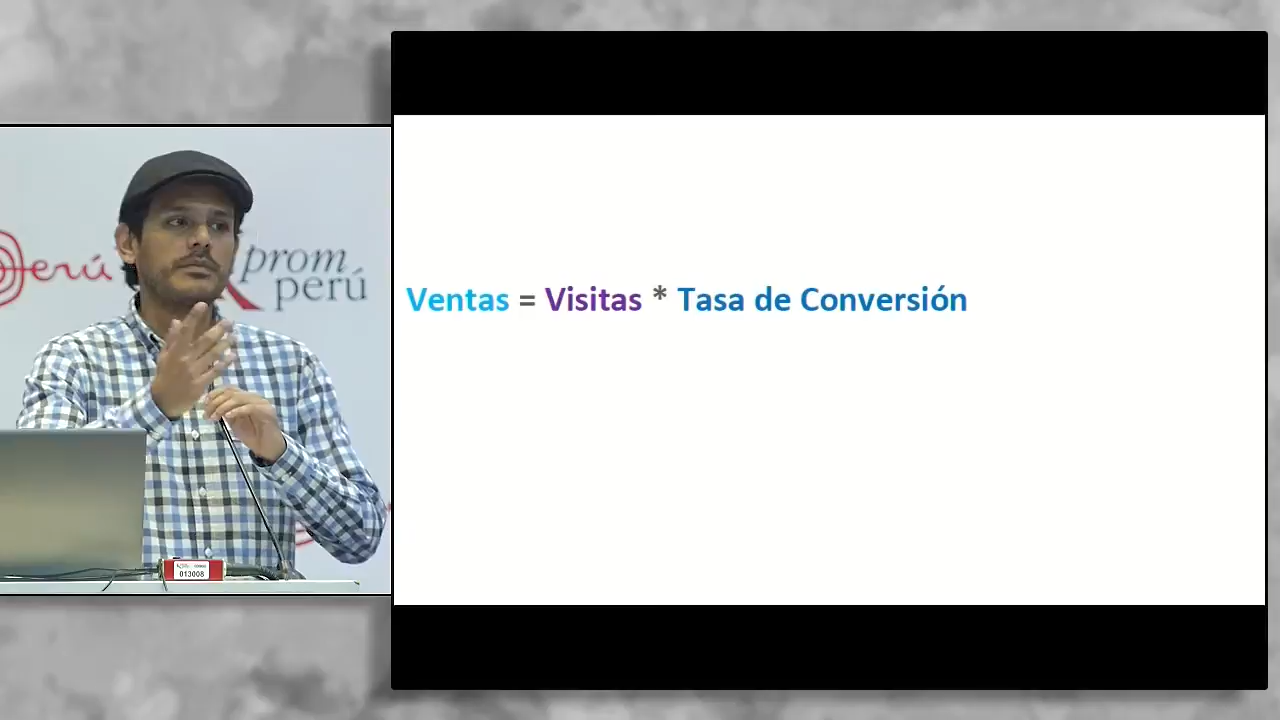 Perú
prom
perú
Ventas = Visitas * Tasa de Conversión
013008